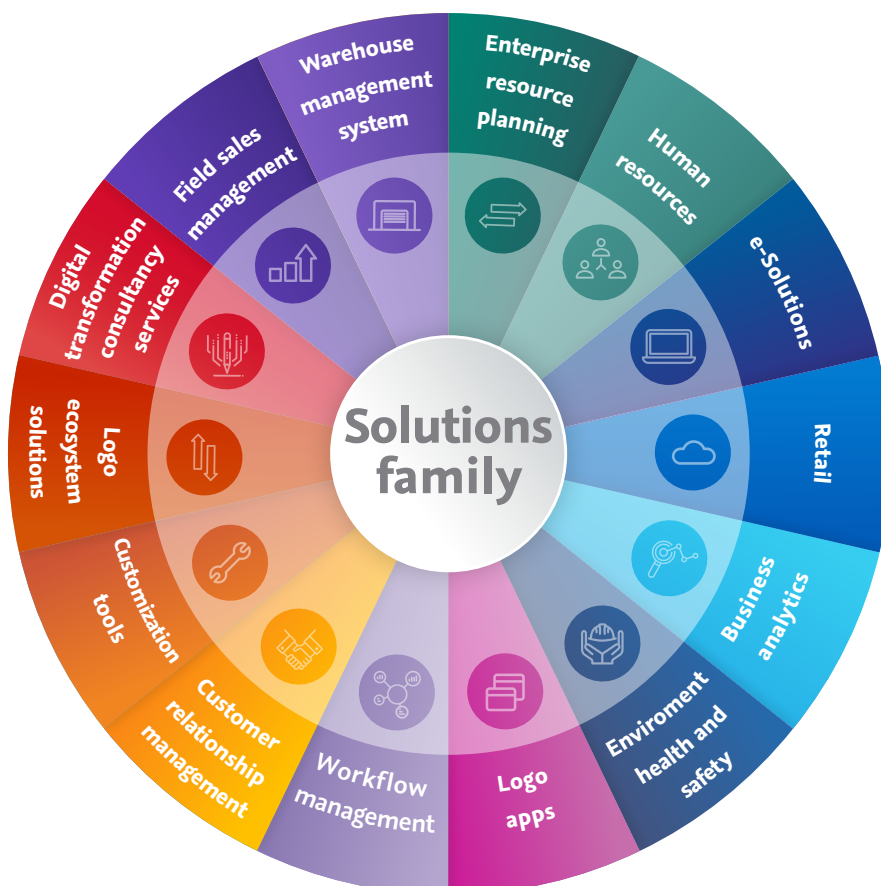 Solutions
family
Enterprise
resource
planning
Human
resources
e-Solutions
Retail
Business
analytics
Enviroment
health and
safety
Logo
apps
Workflow
management
Customer
relationship
management
Customization
tools
Logo
ecosystem
solutions
Digital
transformation
consultancy
services
Field sales
management
Warehouse
management
system